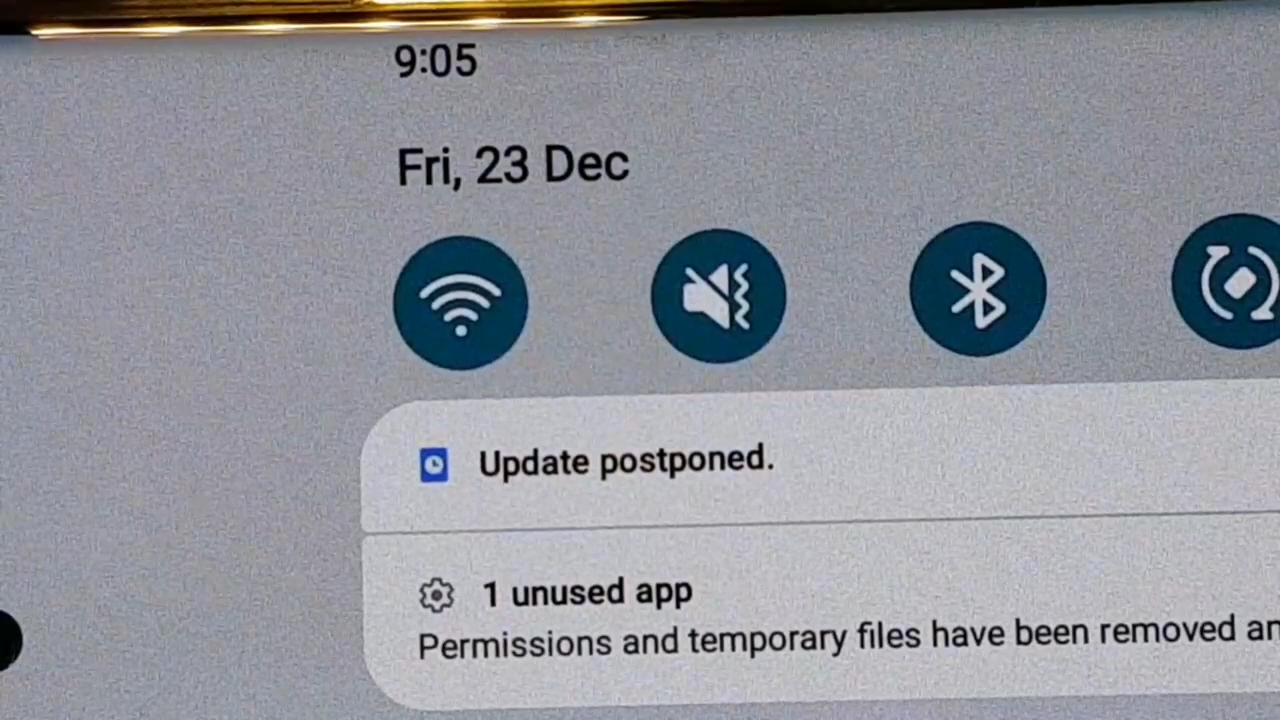 9:05
Fri, 23 Dec
Update postponed.
1 unused app
Permissions and temporary files have been removed an